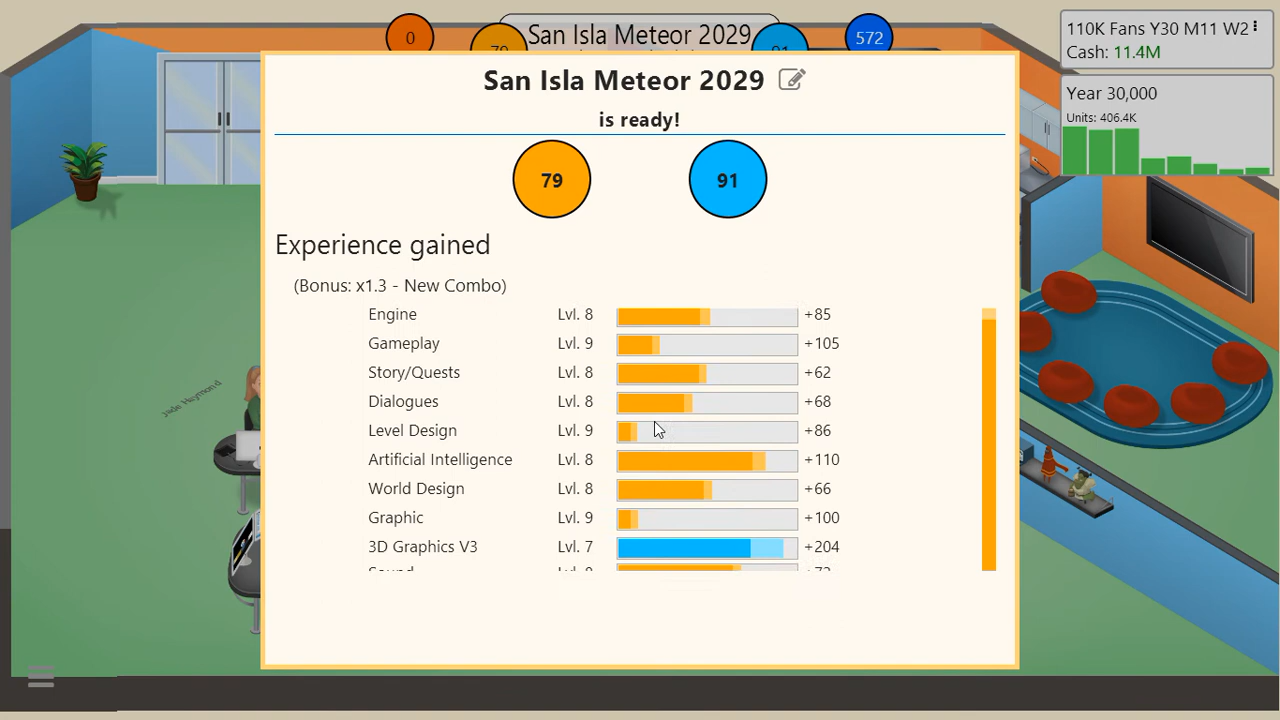 0
San Isla Meteor 2029
572
110K Fans Y30 M11 W2
Cash: 11.4M
Year 30,000
Units: 406.4K
San Isla Meteor 2029
is ready!
79
91
Experience gained
(Bonus: x1.3 - New Combo)
Engine Lvl. 8 +85
Gameplay Lvl. 9 +105
Story/Quests Lvl. 8 +62
Dialogues Lvl. 8 +68
Level Design Lvl. 9 +86
Artificial Intelligence Lvl. 8 +110
World Design Lvl. 8 +66
Graphic Lvl. 9 +100
3D Graphics V3 Lvl. 7 +204
Jade Haymond